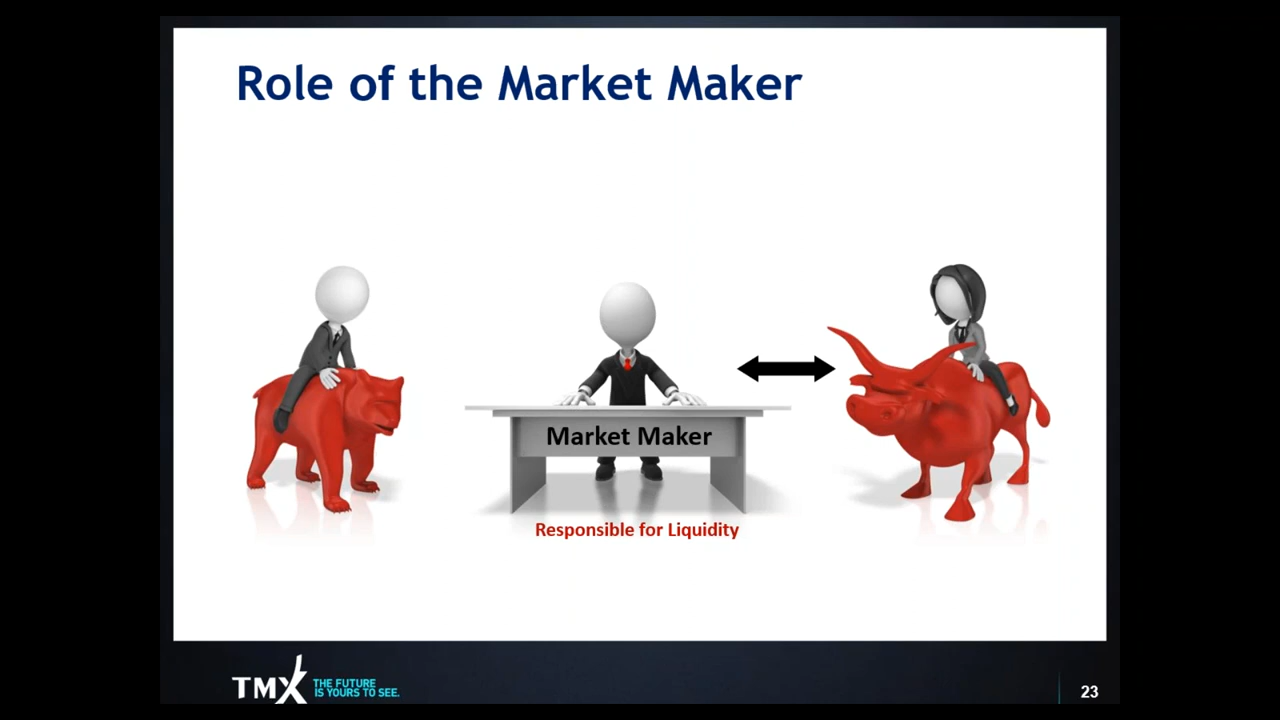 Role of the Market Maker
Market Maker
Responsible for Liquidity
TMX
THE FUTURE
IS YOURS TO SEE.
23